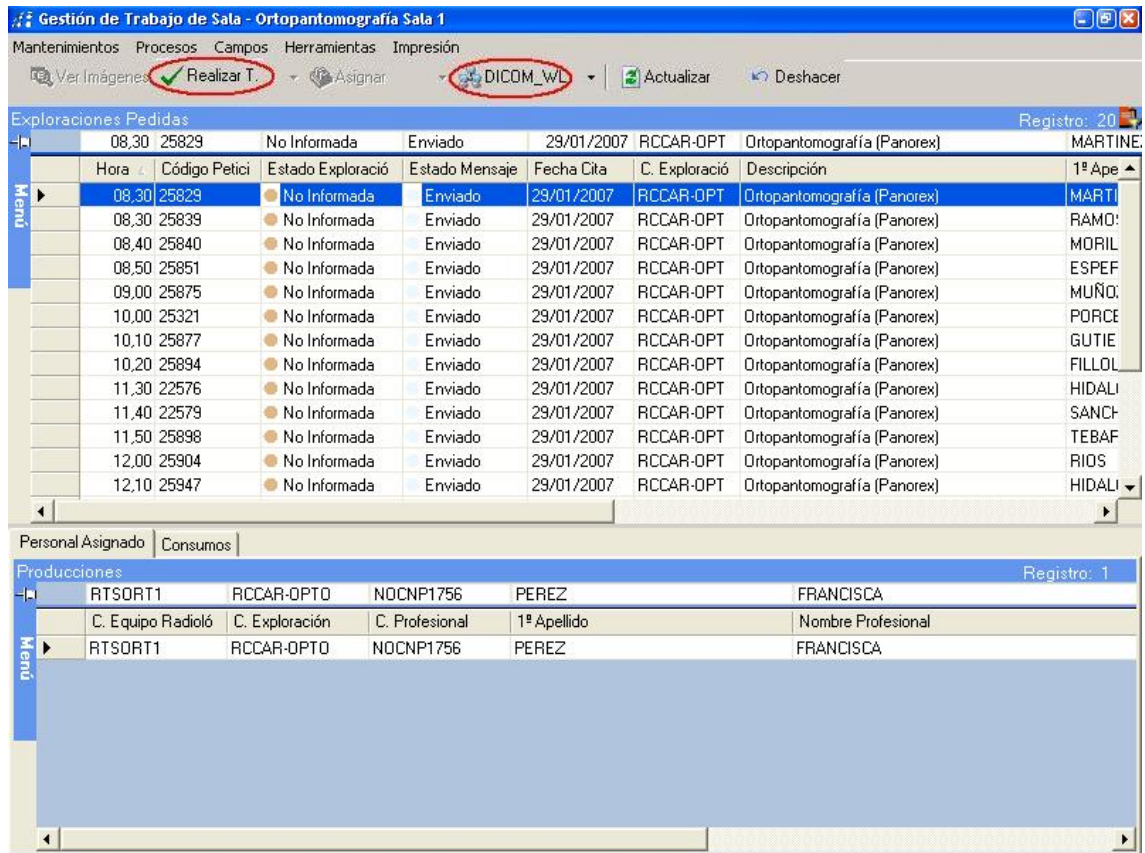 Gestión de Trabajo de Sala - Ortopantomografía Sala 1
Mantenimientos Procesos Campos Herramientas Impresión
Ver Imágenes Realizar T. Asignar DICOM_WL Actualizar Deshacer
Exploraciones Pedidas Registro: 20
08,30 25829 No Informada Enviado 29/01/2007 RCCAR-OPT Ortopantomografía (Panorex) MARTINEZ
Hora Código Petici Estado Exploració Estado Mensaje Fecha Cita C. Exploració Descripción 1º Ape
Menú
08,30 25829 No Informada Enviado 29/01/2007 RCCAR-OPT Ortopantomografía (Panorex) MARTI
08,30 25839 No Informada Enviado 29/01/2007 RCCAR-OPT Ortopantomografía (Panorex) RAMO
08,40 25840 No Informada Enviado 29/01/2007 RCCAR-OPT Ortopantomografía (Panorex) MORIL
08,50 25851 No Informada Enviado 29/01/2007 RCCAR-OPT Ortopantomografía (Panorex) ESPEF
09,00 25875 No Informada Enviado 29/01/2007 RCCAR-OPT Ortopantomografía (Panorex) MUÑO
10,00 25321 No Informada Enviado 29/01/2007 RCCAR-OPT Ortopantomografía (Panorex) PORCE
10,10 25877 No Informada Enviado 29/01/2007 RCCAR-OPT Ortopantomografía (Panorex) GUTIE
10,20 25894 No Informada Enviado 29/01/2007 RCCAR-OPT Ortopantomografía (Panorex) FILLOL
11,30 22576 No Informada Enviado 29/01/2007 RCCAR-OPT Ortopantomografía (Panorex) HIDAL
11,40 22579 No Informada Enviado 29/01/2007 RCCAR-OPT Ortopantomografía (Panorex) SANCH
11,50 25898 No Informada Enviado 29/01/2007 RCCAR-OPT Ortopantomografía (Panorex) TEBAF
12,00 25904 No Informada Enviado 29/01/2007 RCCAR-OPT Ortopantomografía (Panorex) RIOS
12,10 25947 No Informada Enviado 29/01/2007 RCCAR-OPT Ortopantomografía (Panorex) HIDAL
Personal Asignado Consumos
Producciones Registro: 1
RTSORT1 RCCAR-OPTO NOCNP1756 PEREZ FRANCISCA
C. Equipo Radioló C. Exploración C. Profesional 1º Apellido Nombre Profesional
Menú
RTSORT1 RCCAR-OPTO NOCNP1756 PEREZ FRANCISCA